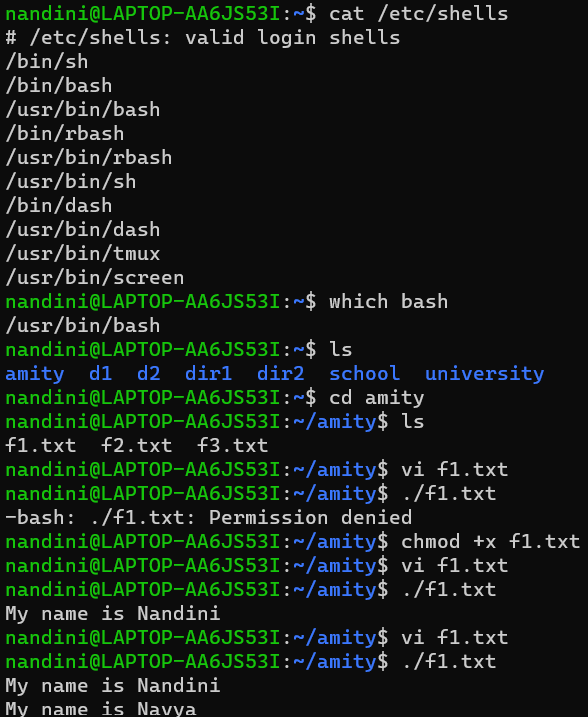 nandini@LAPTOP-AA6JS53I:~$ cat /etc/shells
# /etc/shells: valid login shells
/bin/sh
/bin/bash
/usr/bin/bash
/bin/rbash
/usr/bin/rbash
/usr/bin/sh
/bin/dash
/usr/bin/dash
/usr/bin/tmux
/usr/bin/screen
nandini@LAPTOP-AA6JS53I:~$ which bash
/usr/bin/bash
nandini@LAPTOP-AA6JS53I:~$ ls
amity  d1  d2  dir1  dir2  school  university
nandini@LAPTOP-AA6JS53I:~$ cd amity
nandini@LAPTOP-AA6JS53I:~/amity$ ls
f1.txt  f2.txt  f3.txt
nandini@LAPTOP-AA6JS53I:~/amity$ vi f1.txt
nandini@LAPTOP-AA6JS53I:~/amity$ ./f1.txt
-bash: ./f1.txt: Permission denied
nandini@LAPTOP-AA6JS53I:~/amity$ chmod +x f1.txt
nandini@LAPTOP-AA6JS53I:~/amity$ vi f1.txt
nandini@LAPTOP-AA6JS53I:~/amity$ ./f1.txt
My name is Nandini
nandini@LAPTOP-AA6JS53I:~/amity$ vi f1.txt
nandini@LAPTOP-AA6JS53I:~/amity$ ./f1.txt
My name is Nandini
My name is Navya